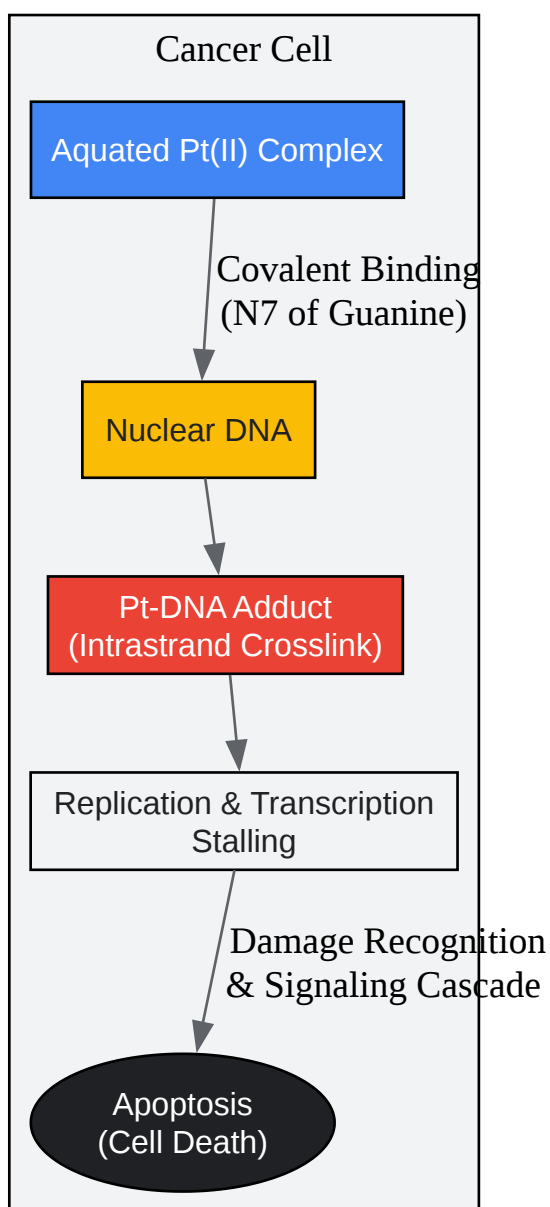 Cancer Cell
Aquated Pt(II) Complex
Covalent Binding
(N7 of Guanine)
Nuclear DNA
Pt-DNA Adduct
(Intrastrand Crosslink)
Replication & Transcription
Stalling
Damage Recognition
& Signaling Cascade
Apoptosis
(Cell Death)